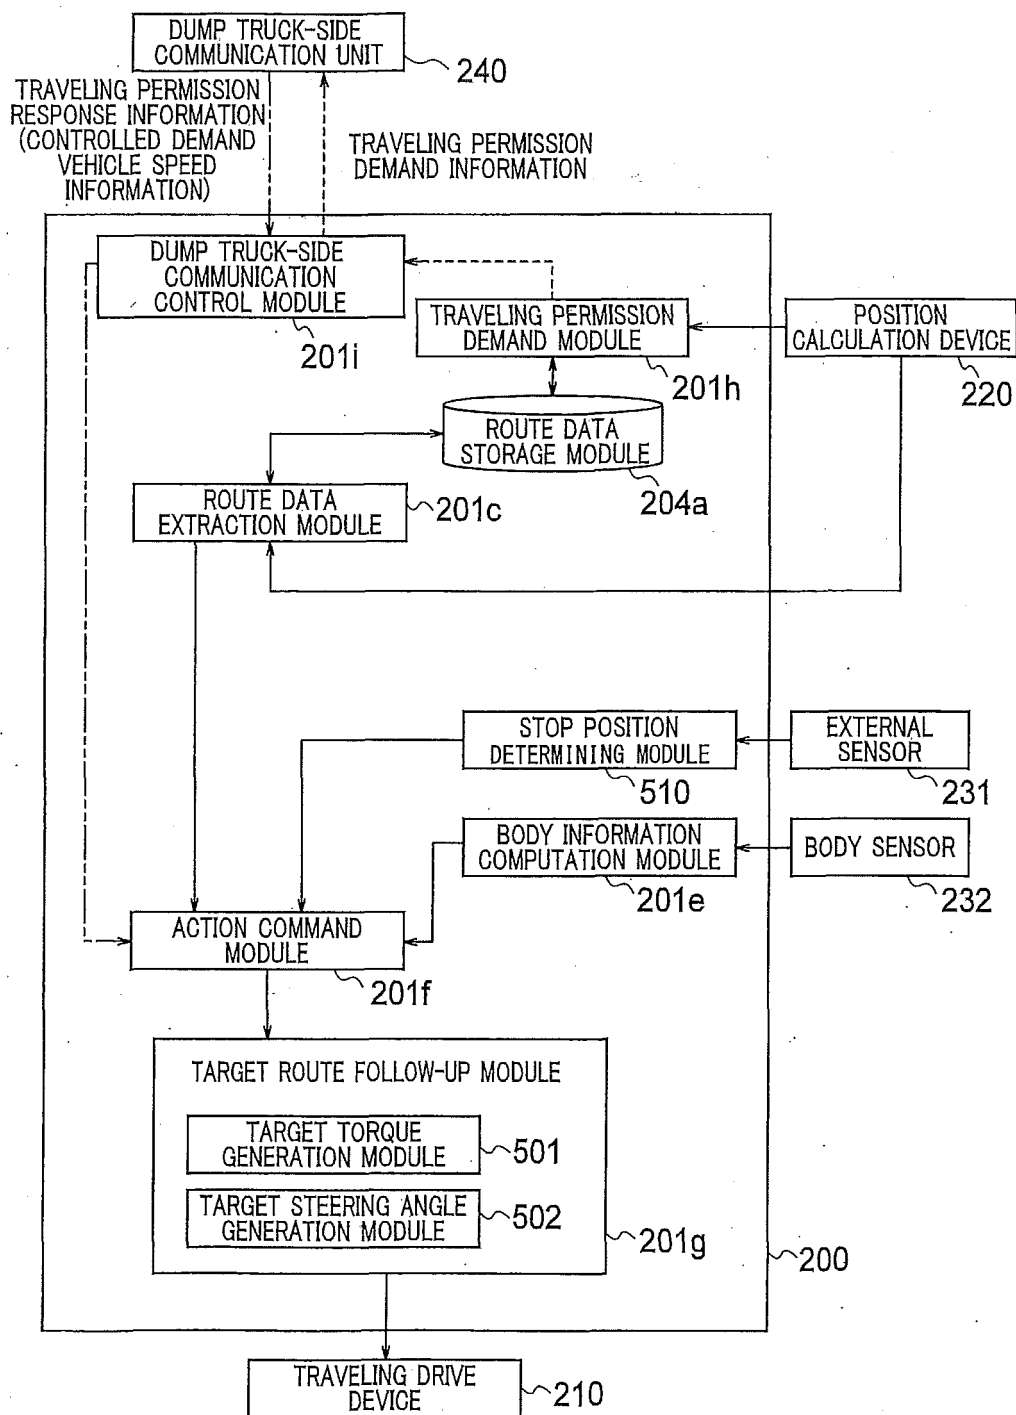 DUMP TRUCK-SIDE
COMMUNICATION UNIT
240
TRAVELING PERMISSION
RESPONSE INFORMATION
(CONTROLLED DEMAND
VEHICLE SPEED
INFORMATION)
TRAVELING PERMISSION
DEMAND INFORMATION
DUMP TRUCK-SIDE
COMMUNICATION
CONTROL MODULE
201i
TRAVELING PERMISSION
DEMAND MODULE
201h
POSITION
CALCULATION DEVICE
220
ROUTE DATA
STORAGE MODULE
204a
ROUTE DATA
EXTRACTION MODULE
201c
STOP POSITION
DETERMINING MODULE
510
EXTERNAL
SENSOR
231
BODY INFORMATION
COMPUTATION MODULE
201e
BODY SENSOR
232
ACTION COMMAND
MODULE
201f
TARGET ROUTE FOLLOW-UP MODULE
TARGET TORQUE
GENERATION MODULE
501
TARGET STEERING ANGLE
GENERATION MODULE
502
201g
200
TRAVELING DRIVE
DEVICE
210